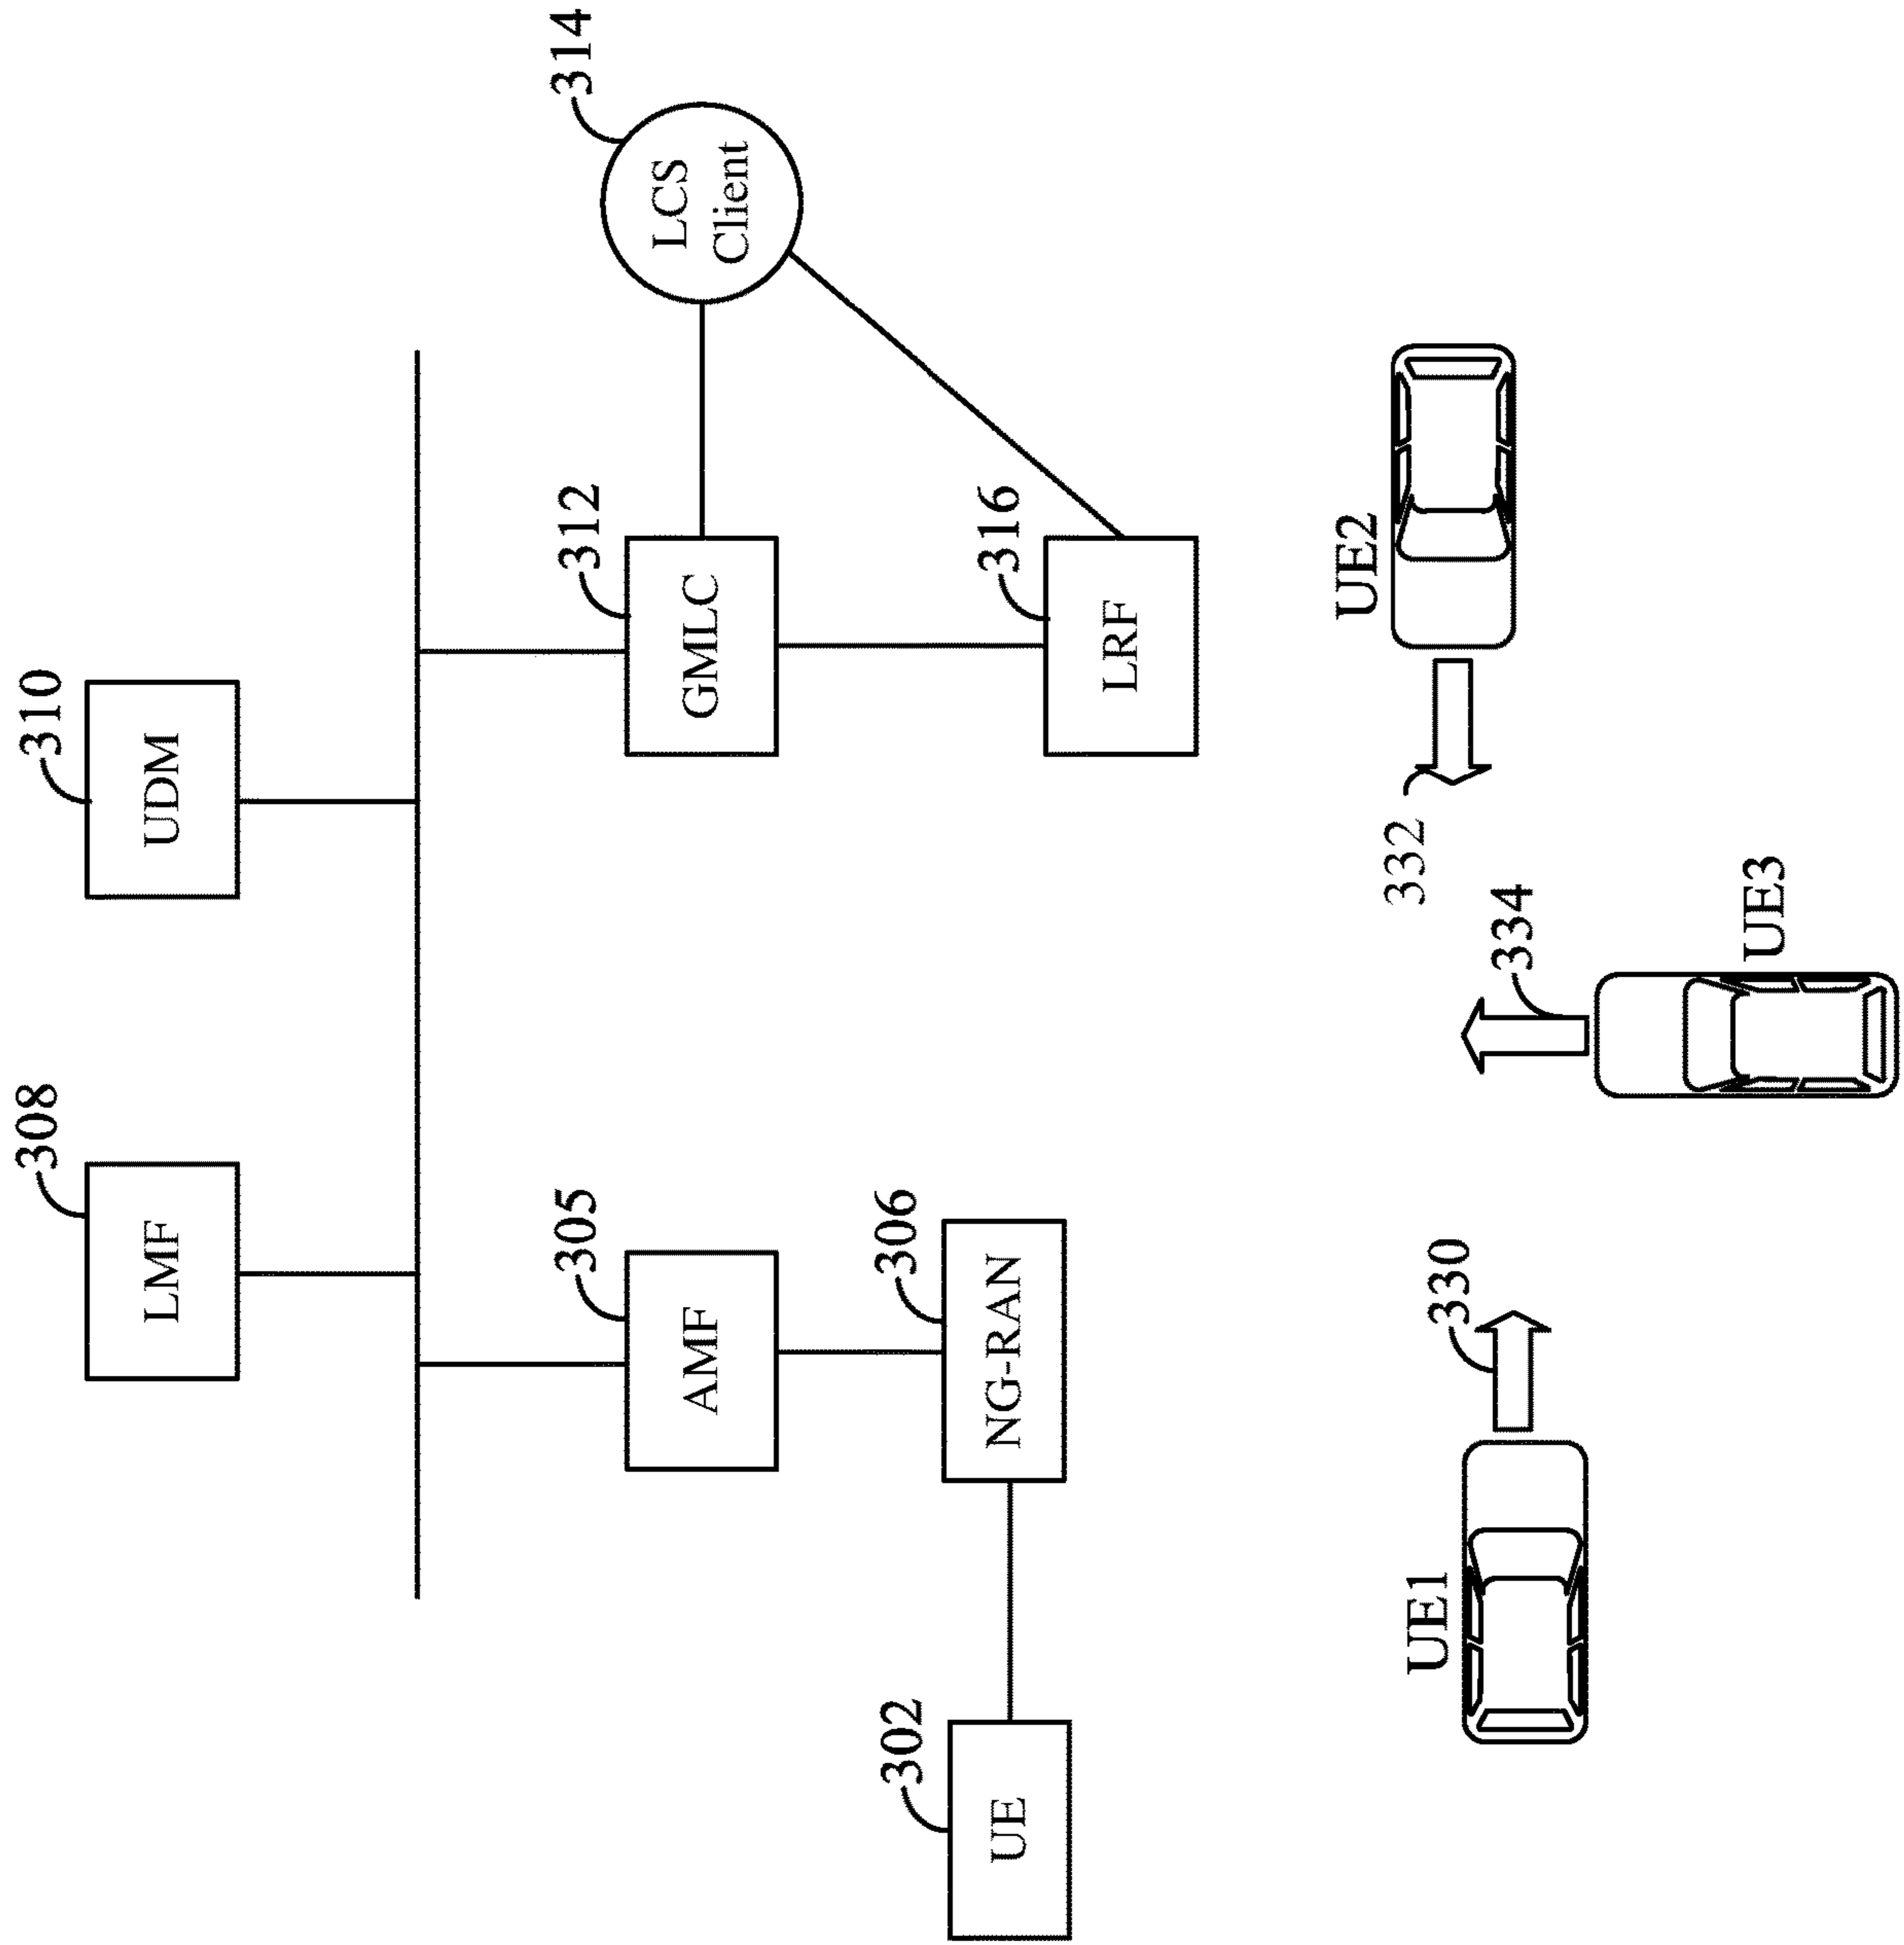 308
LMF
310
UDM
305
AMF
312
GMLC
314
LCS
Client
302
UE
306
NG-RAN
316
LRF
UE1
330
334
UE3
332
UE2